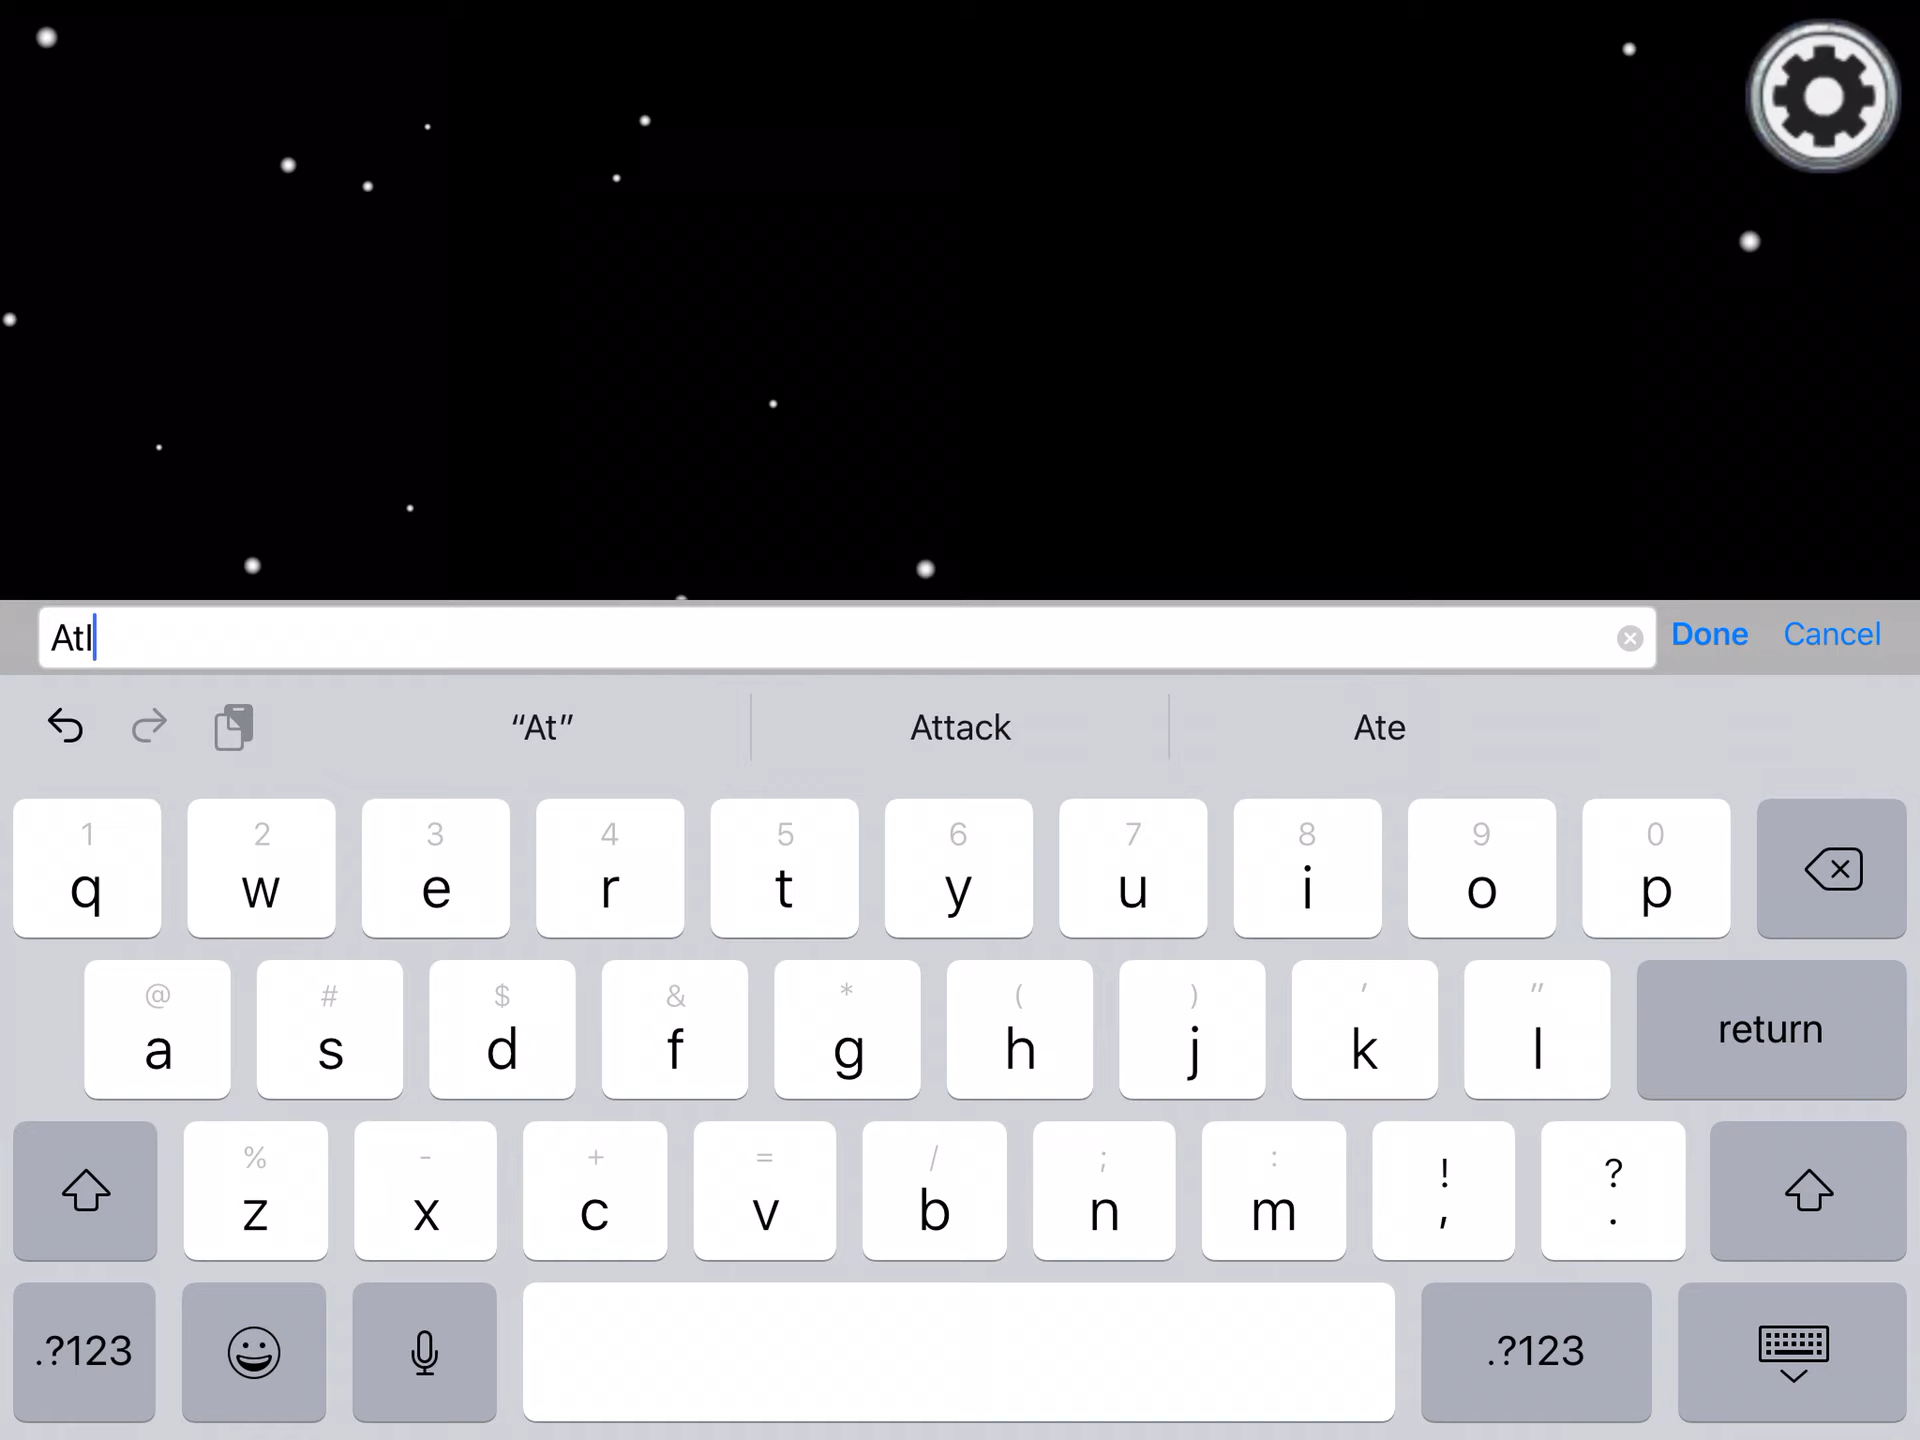 Atl
Done Cancel
“At” Attack Ate
1 2 3 4 5 6 7 8 9 0
q w e r t y u i o p
@ # $ & * ( ) ' "
a s d f g h j k l return
% - + = / ; : ! ?
z x c v b n m , .
.?123 .?123